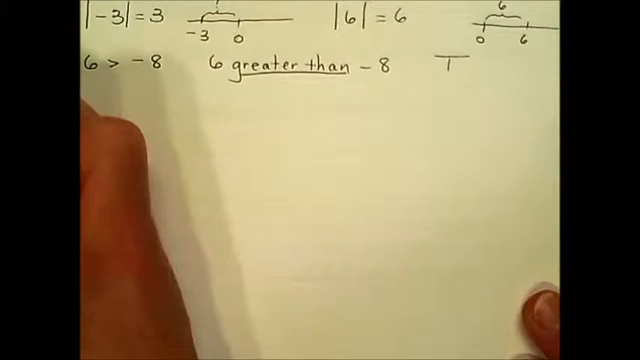 |-3| = 3 -3 0 |6| = 6 6 0 6
6 > -8 6 greater than -8 T